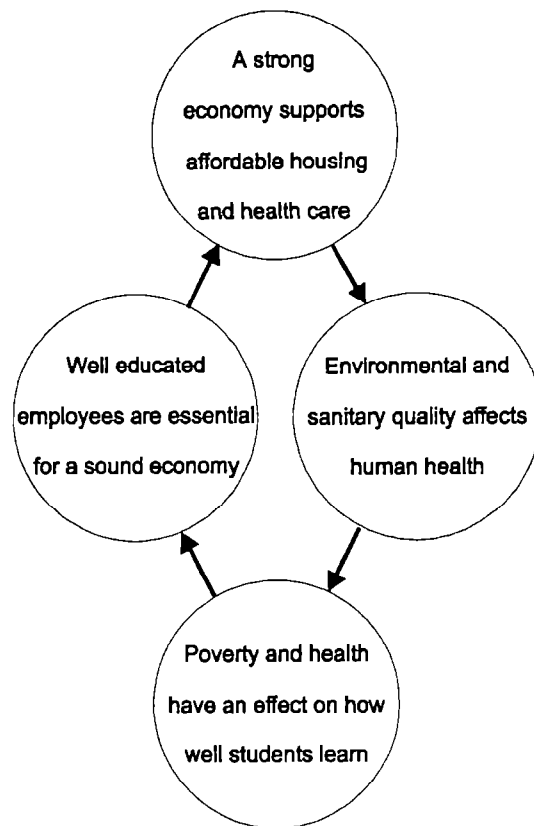 A strong
economy supports
affordable housing
and health care
Well educated
employees are essential
for a sound economy
Environmental and
sanitary quality affects
human health
Poverty and health
have an effect on how
well students learn